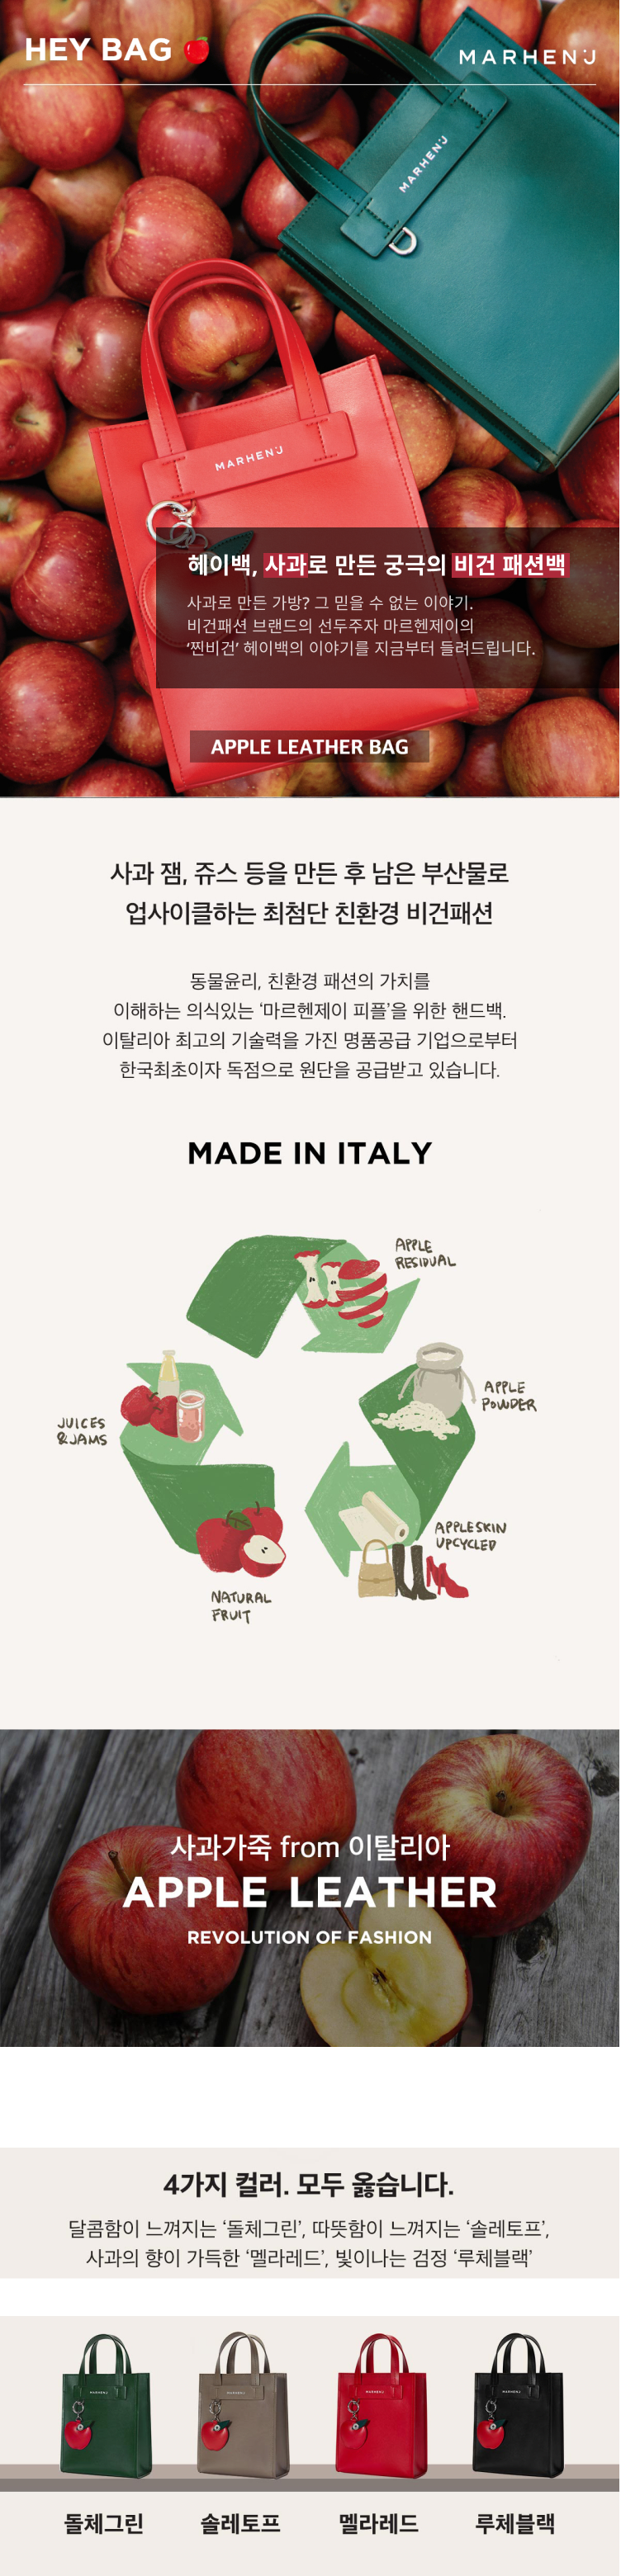 HEY BAG
MARHENJ
MARHENJ
MARHENJ
헤이백, 사과로 만든 궁극의 비건 패션백
사과로 만든 가방? 그 믿을 수 없는 이야기.
비건패션 브랜드의 선두주자 마르헨제이의
‘찐비건’ 헤이백의 이야기를 지금부터 들려드립니다.
APPLE LEATHER BAG
사과 잼, 쥬스 등을 만든 후 남은 부산물로
업사이클하는 최첨단 친환경 비건패션
동물윤리, 친환경 패션의 가치를
이해하는 의식있는 ‘마르헨제이 피플’을 위한 핸드백.
이탈리아 최고의 기술력을 가진 명품공급 기업으로부터
한국최초이자 독점으로 원단을 공급받고 있습니다.
MADE IN ITALY
APPLE
RESIDUAL
APPLE
POWDER
JUICES
&JAMS
APPLESKIN
UPCYCLED
NATURAL
FRUIT
사과가죽 from 이탈리아
APPLE LEATHER
REVOLUTION OF FASHION
4가지 컬러. 모두 옳습니다.
달콤함이 느껴지는 ‘돌체그린’, 따뜻함이 느껴지는 ‘솔레토프’,
사과의 향이 가득한 ‘멜라레드’, 빛이나는 검정 ‘루체블랙’
MARHENJ
MARHENJ
MARHENJ
MARHENJ
돌체그린
솔레토프
멜라레드
루체블랙